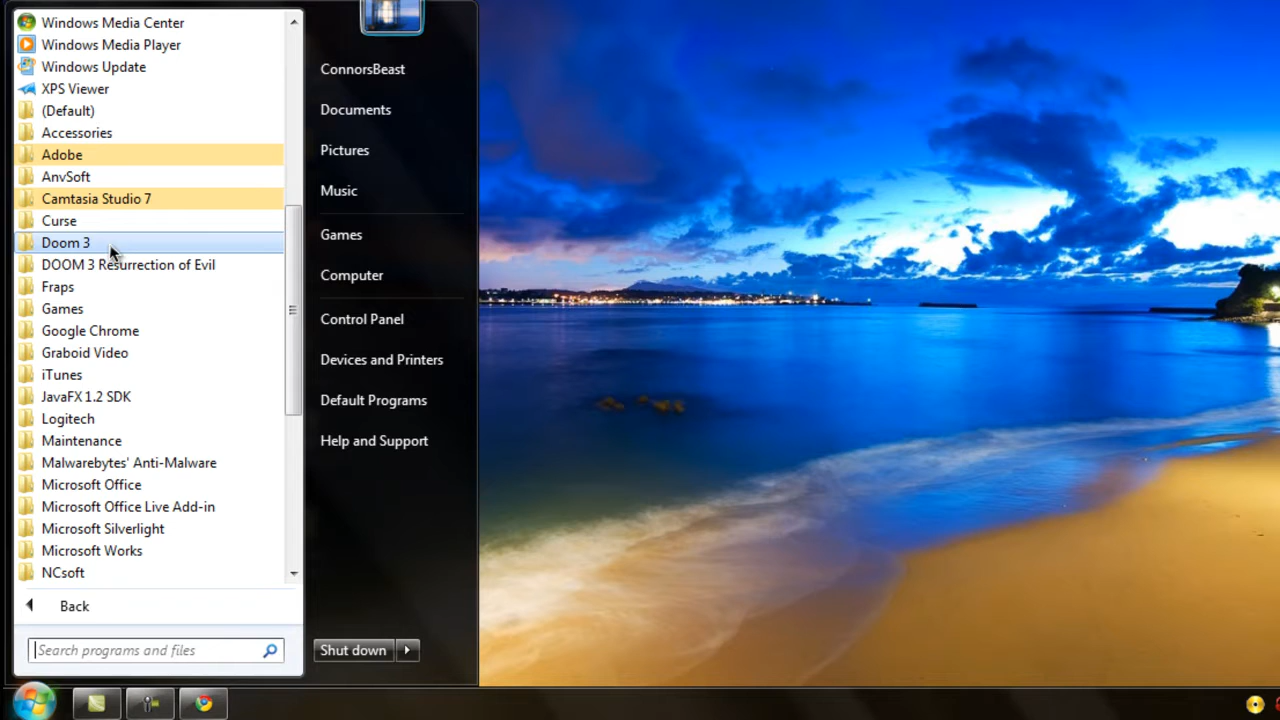 Windows Media Center
Windows Media Player
Windows Update
XPS Viewer
(Default)
Accessories
Adobe
AnvSoft
Camtasia Studio 7
Curse
Doom 3
DOOM 3 Resurrection of Evil
Fraps
Games
Google Chrome
Graboid Video
iTunes
JavaFX 1.2 SDK
Logitech
Maintenance
Malwarebytes' Anti-Malware
Microsoft Office
Microsoft Office Live Add-in
Microsoft Silverlight
Microsoft Works
NCsoft
Back
Search programs and files
ConnorsBeast
Documents
Pictures
Music
Games
Computer
Control Panel
Devices and Printers
Default Programs
Help and Support
Shut down